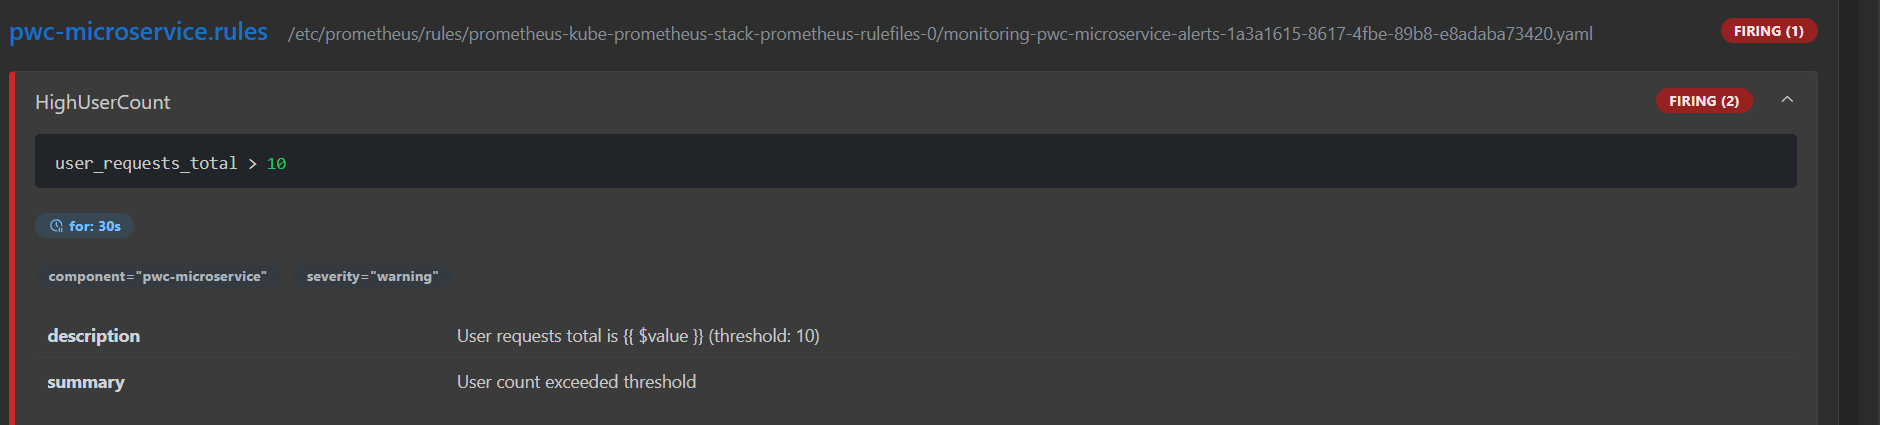 pwc-microservice.rules /etc/prometheus/rules/prometheus-kube-prometheus-stack-prometheus-rulefiles-0/monitoring-pwc-microservice-alerts-1a3a1615-8617-4fbe-89b8-e8adaba73420.yaml FIRING (1)
HighUserCount FIRING (2)
user_requests_total > 10
for: 30s
component="pwc-microservice" severity="warning"
description User requests total is {{ $value }} (threshold: 10)
summary User count exceeded threshold